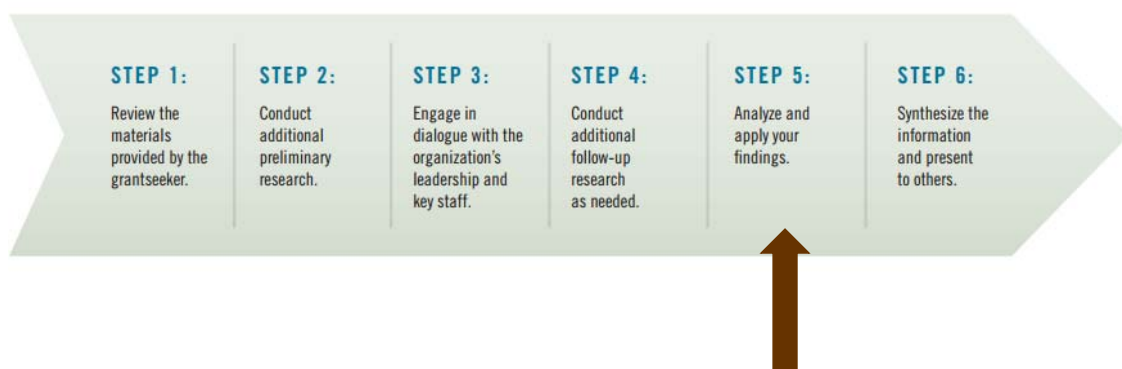 STEP 1:
Review the
materials
provided by the
grantseeker.
STEP 2:
Conduct
additional
preliminary
research.
STEP 3:
Engage in
dialogue with the
organization's
leadership and
key staff.
STEP 4:
Conduct
additional
follow-up
research
as needed.
STEP 5:
Analyze and
apply your
findings.
STEP 6:
Synthesize the
information
and present
to others.